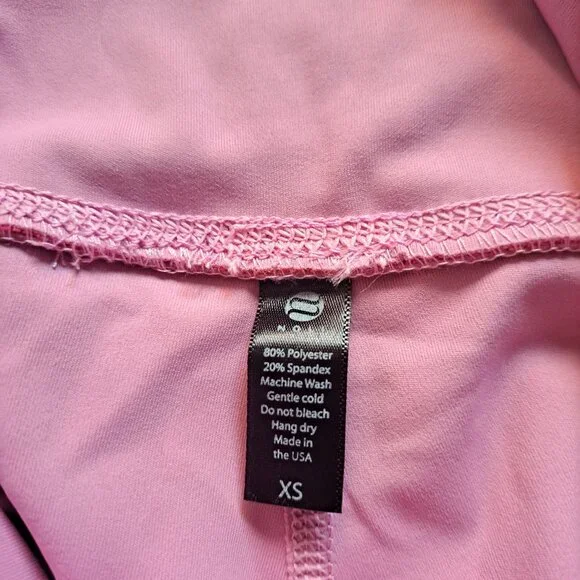 80% Polyester
20% Spandex
Machine Wash
Gentle cold
Do not bleach
Hang dry
Made in
the USA
XS